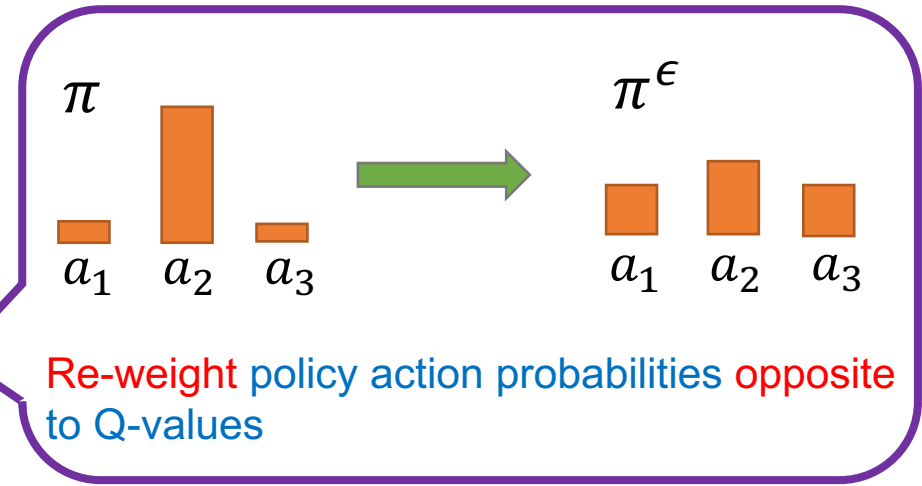 π π^ϵ
a₁ a₂ a₃ a₁ a₂ a₃
Re-weight policy action probabilities opposite
to Q-values